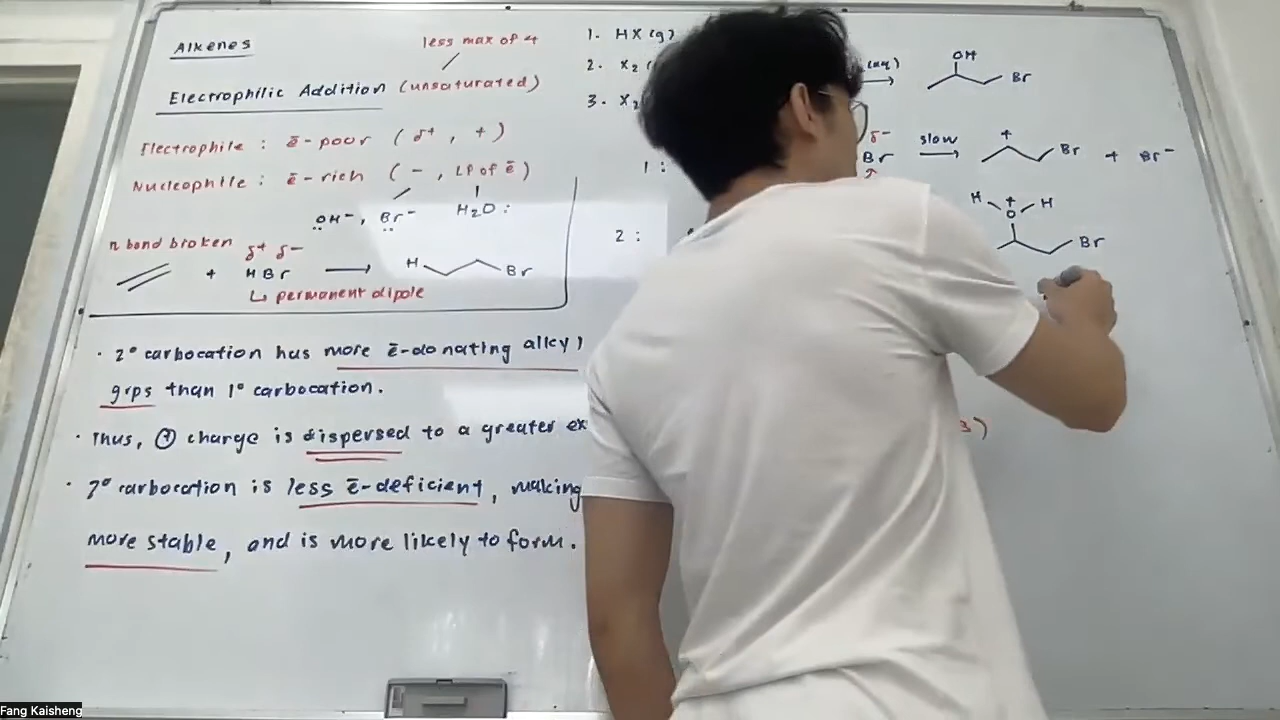 Alkenes
less max of 4
Electrophilic Addition (unsaturated)
Electrophile : ē-poor ( δ+ , + )
Nucleophile : ē-rich ( - , LP of ē )
OH⁻, Br⁻ H₂O :
π bond broken δ+ δ-
+ HBr → H Br
↳ permanent dipole
· 2° carbocation has more ē-donating alkyl
grps than 1° carbocation.
· Thus, ⊕ charge is dispersed to a greater ex
· 2° carbocation is less ē-deficient, making
more stable, and is more likely to form.
1. HX (g)
2. X₂
3. X₂
(aq) → OH Br
1 :
δ- Br slow → + Br + Br⁻
2 :
H O + H Br
Fang Kaisheng